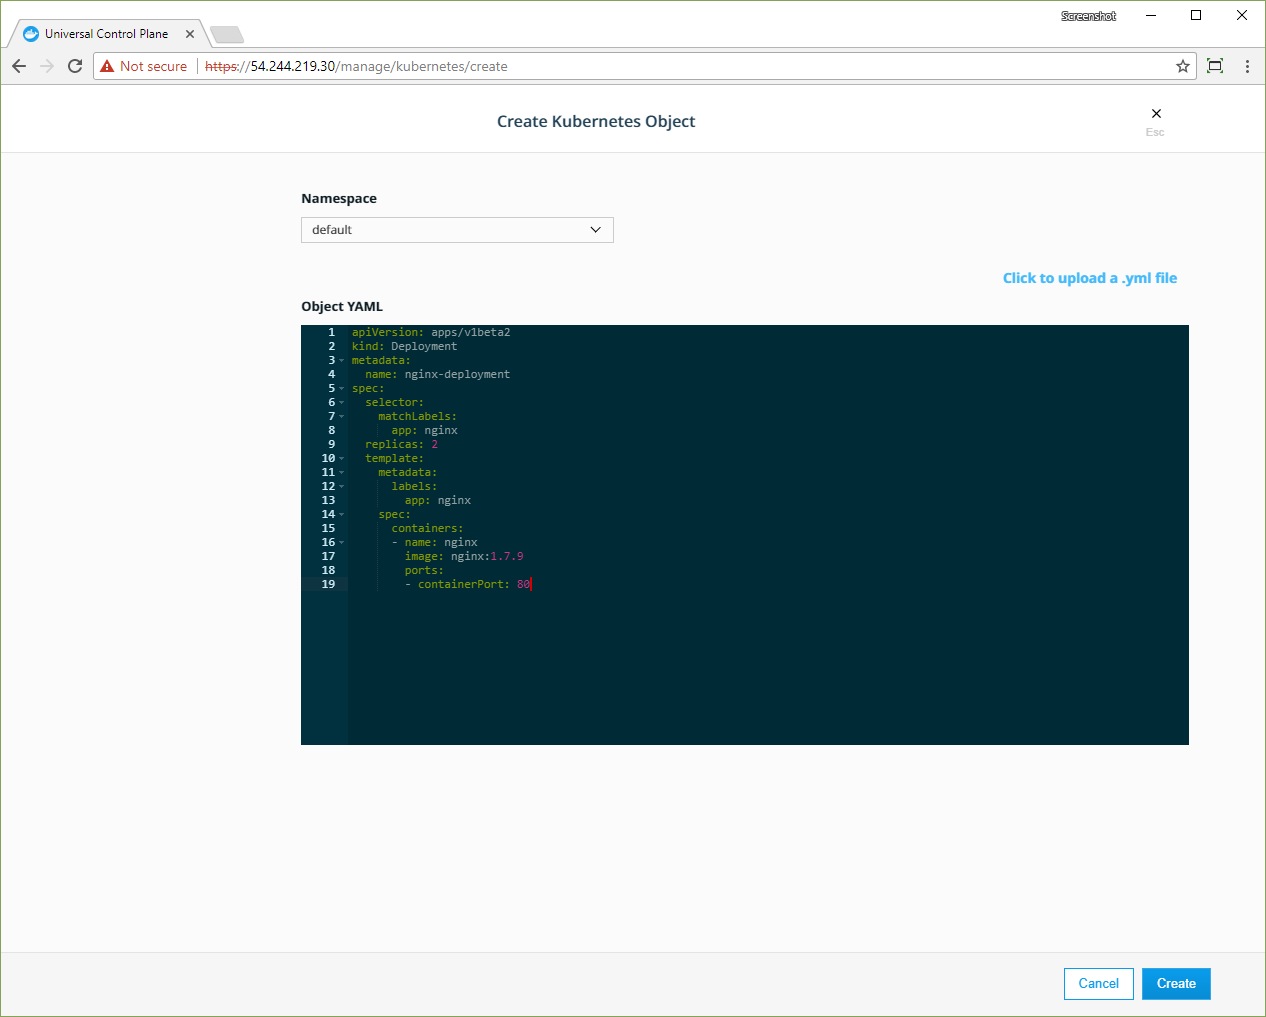 Screenshot
Universal Control Plane
Not secure https://54.244.219.30/manage/kubernetes/create
Create Kubernetes Object
Esc
Namespace
default
Click to upload a .yml file
Object YAML
1 apiVersion: apps/v1beta2
2 kind: Deployment
3 metadata:
4   name: nginx-deployment
5 spec:
6   selector:
7     matchLabels:
8       app: nginx
9   replicas: 2
10   template:
11     metadata:
12       labels:
13         app: nginx
14     spec:
15       containers:
16       - name: nginx
17         image: nginx:1.7.9
18         ports:
19         - containerPort: 80
Cancel Create